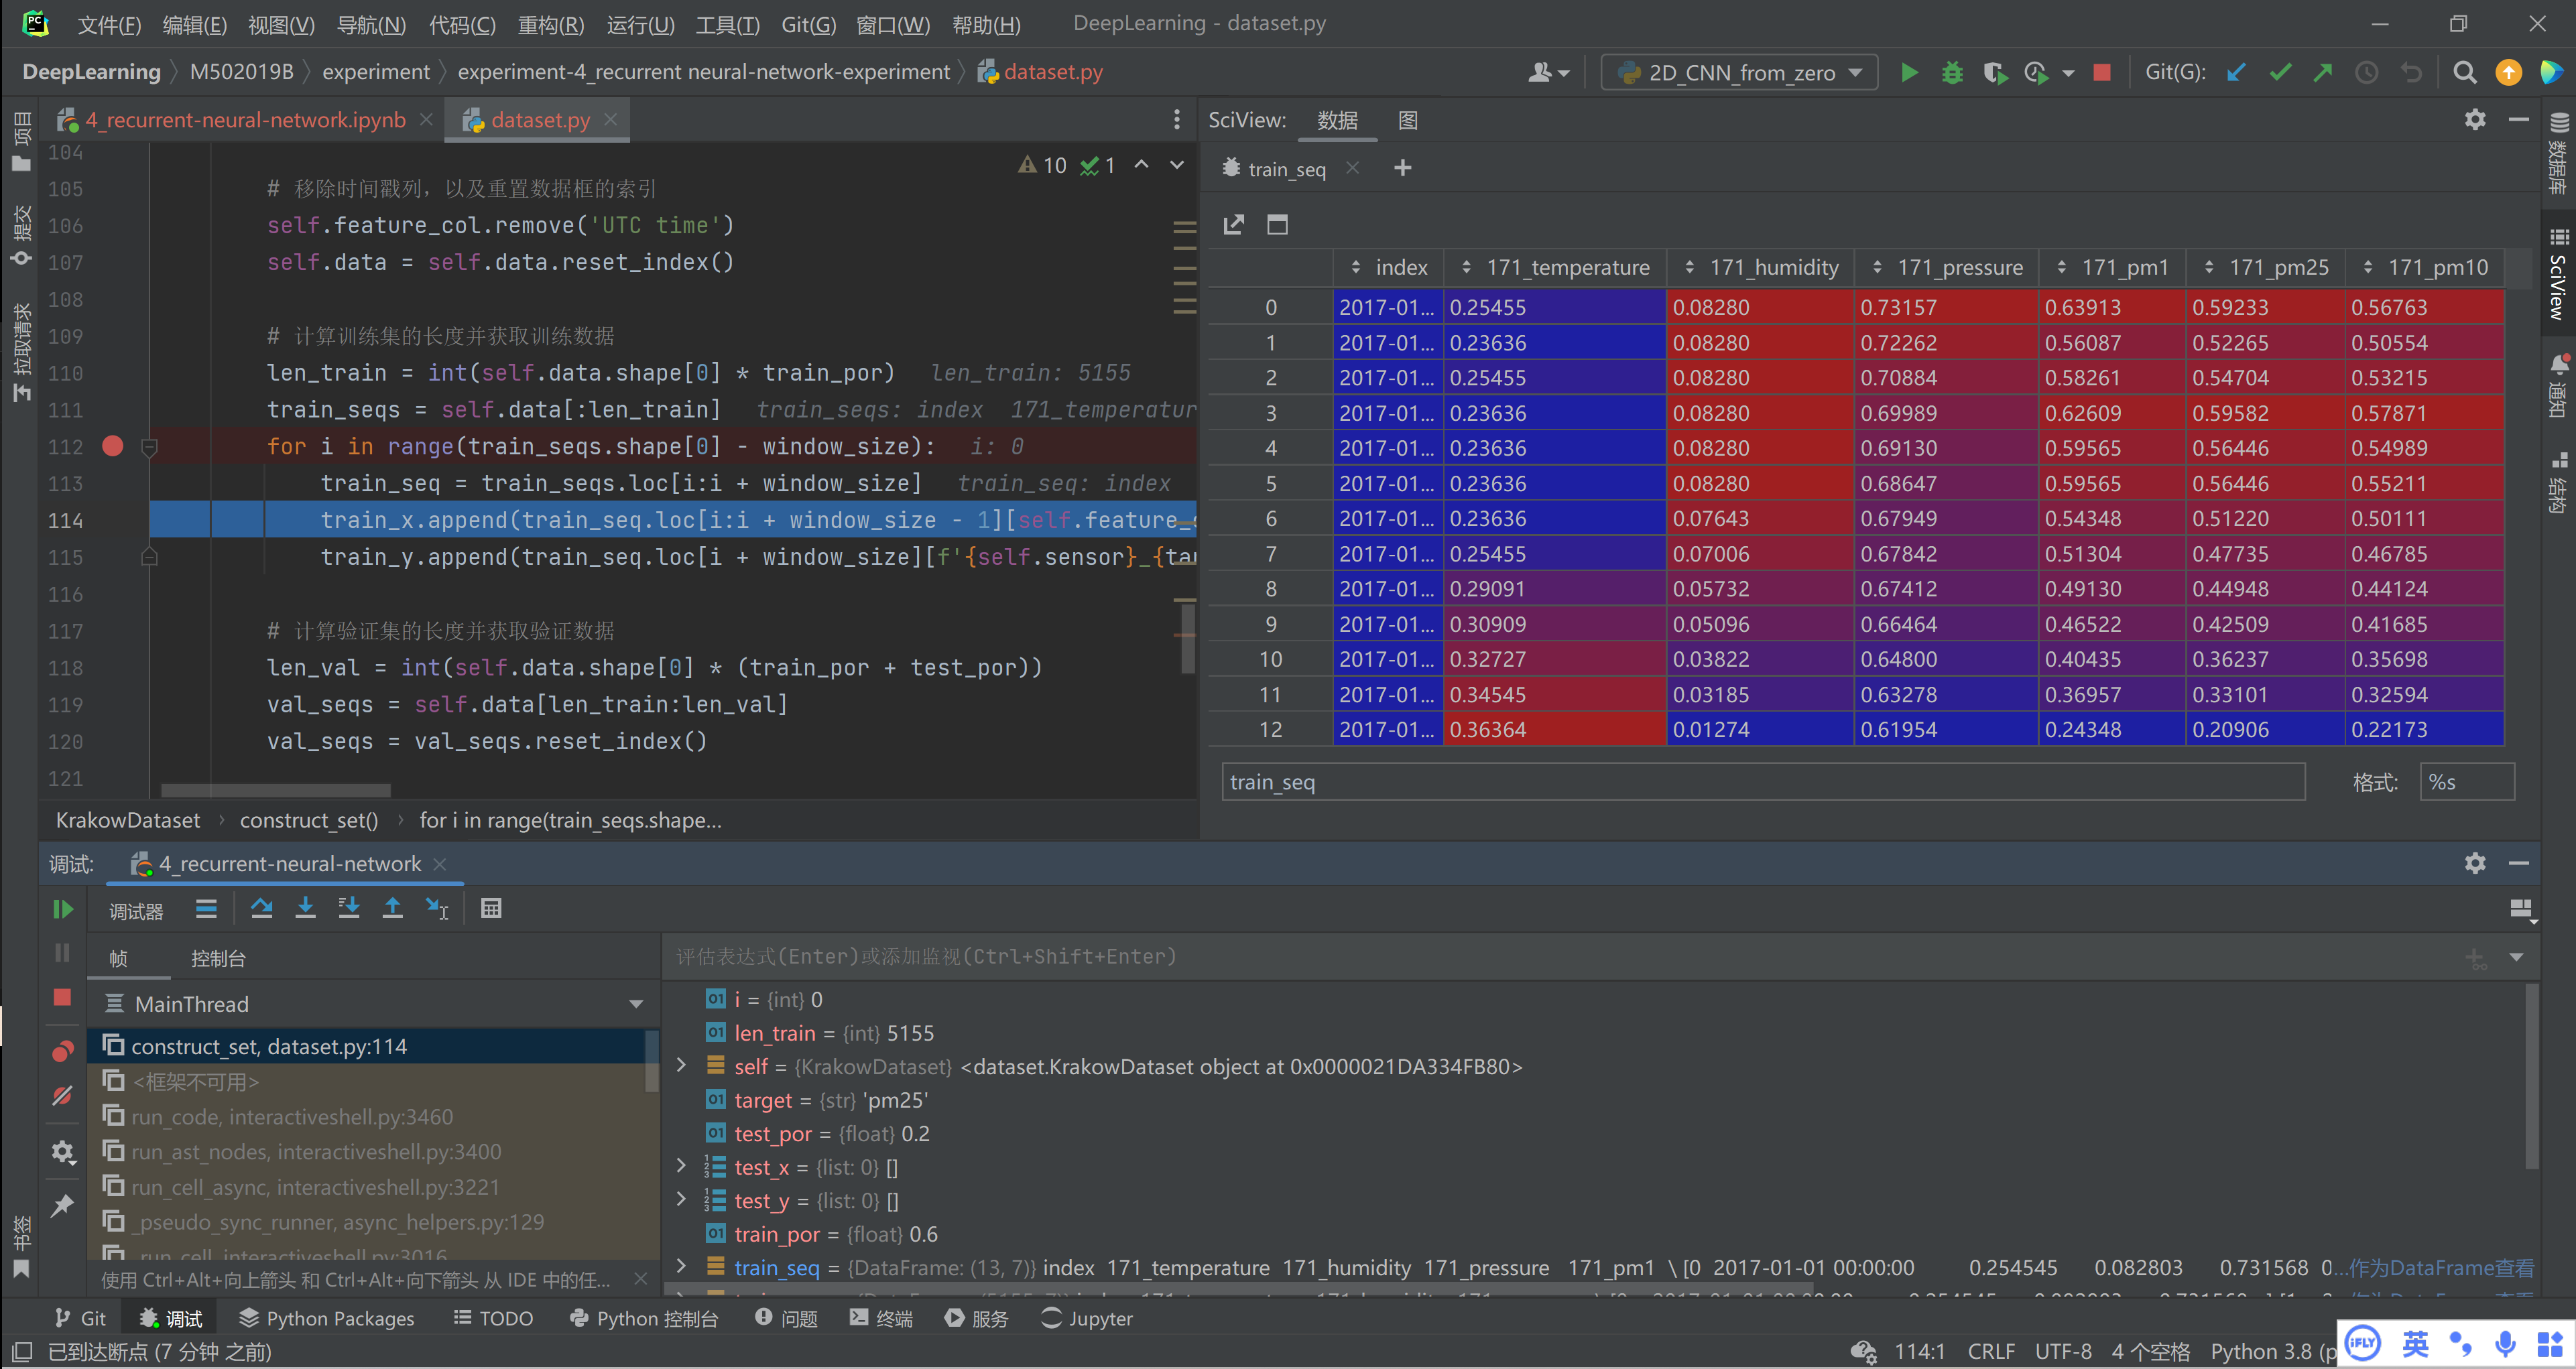 文件(F) 编辑(E) 视图(V) 导航(N) 代码(C) 重构(R) 运行(U) 工具(T) Git(G) 窗口(W) 帮助(H) DeepLearning - dataset.py
DeepLearning M502019B experiment experiment-4_recurrent neural-network-experiment dataset.py 2D_CNN_from_zero Git(G):
4_recurrent-neural-network.ipynb dataset.py
SciView: 数据 图
train_seq
10 1
104
105 # 移除时间戳列，以及重置数据框的索引
106 self.feature_col.remove('UTC time')
107 self.data = self.data.reset_index()
108
109 # 计算训练集的长度并获取训练数据
110 len_train = int(self.data.shape[0] * train_por) len_train: 5155
111 train_seqs = self.data[:len_train] train_seqs: index 171_temperatur
112 for i in range(train_seqs.shape[0] - window_size): i: 0
113 train_seq = train_seqs.loc[i:i + window_size] train_seq: index
114 train_x.append(train_seq.loc[i:i + window_size - 1][self.feature_
115 train_y.append(train_seq.loc[i + window_size][f'{self.sensor}_{tar
116
117 # 计算验证集的长度并获取验证数据
118 len_val = int(self.data.shape[0] * (train_por + test_por))
119 val_seqs = self.data[len_train:len_val]
120 val_seqs = val_seqs.reset_index()
121
KrakowDataset construct_set() for i in range(train_seqs.shape...
index 171_temperature 171_humidity 171_pressure 171_pm1 171_pm25 171_pm10
0 2017-01... 0.25455 0.08280 0.73157 0.63913 0.59233 0.56763
1 2017-01... 0.23636 0.08280 0.72262 0.56087 0.52265 0.50554
2 2017-01... 0.25455 0.08280 0.70884 0.58261 0.54704 0.53215
3 2017-01... 0.23636 0.08280 0.69989 0.62609 0.59582 0.57871
4 2017-01... 0.23636 0.08280 0.69130 0.59565 0.56446 0.54989
5 2017-01... 0.23636 0.08280 0.68647 0.59565 0.56446 0.55211
6 2017-01... 0.23636 0.07643 0.67949 0.54348 0.51220 0.50111
7 2017-01... 0.25455 0.07006 0.67842 0.51304 0.47735 0.46785
8 2017-01... 0.29091 0.05732 0.67412 0.49130 0.44948 0.44124
9 2017-01... 0.30909 0.05096 0.66464 0.46522 0.42509 0.41685
10 2017-01... 0.32727 0.03822 0.64800 0.40435 0.36237 0.35698
11 2017-01... 0.34545 0.03185 0.63278 0.36957 0.33101 0.32594
12 2017-01... 0.36364 0.01274 0.61954 0.24348 0.20906 0.22173
train_seq 格式: %s
项目
提交
拉取请求
书签
数据库
SciView
通知
结构
调试: 4_recurrent-neural-network
调试器
帧 控制台
评估表达式(Enter)或添加监视(Ctrl+Shift+Enter)
MainThread
construct_set, dataset.py:114
<框架不可用>
run_code, interactiveshell.py:3460
run_ast_nodes, interactiveshell.py:3400
run_cell_async, interactiveshell.py:3221
_pseudo_sync_runner, async_helpers.py:129
_run_cell, interactiveshell.py:3016
使用 Ctrl+Alt+向上箭头 和 Ctrl+Alt+向下箭头 从 IDE 中的任...
i = {int} 0
len_train = {int} 5155
self = {KrakowDataset} <dataset.KrakowDataset object at 0x0000021DA334FB80>
target = {str} 'pm25'
test_por = {float} 0.2
test_x = {list: 0} []
test_y = {list: 0} []
train_por = {float} 0.6
train_seq = {DataFrame: (13, 7)} index 171_temperature 171_humidity 171_pressure 171_pm1 \ [0 2017-01-01 00:00:00 0.254545 0.082803 0.731568 0...作为DataFrame查看
Git 调试 Python Packages TODO Python 控制台 问题 终端 服务 Jupyter
已到达断点 (7 分钟 之前) 114:1 CRLF UTF-8 4 个空格 Python 3.8 (p
iFLY 英